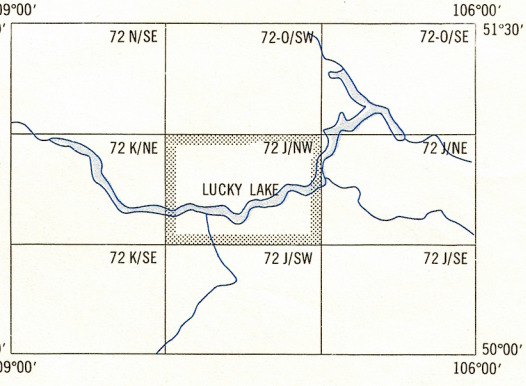 09°00′ 106°00′
72 N/SE 72-O/SW 72-O/SE 51°30′
72 K/NE 72 J/NW 72 J/NE
LUCKY LAKE
72 K/SE 72 J/SW 72 J/SE
0′ 50°00′
09°00′ 106°00′